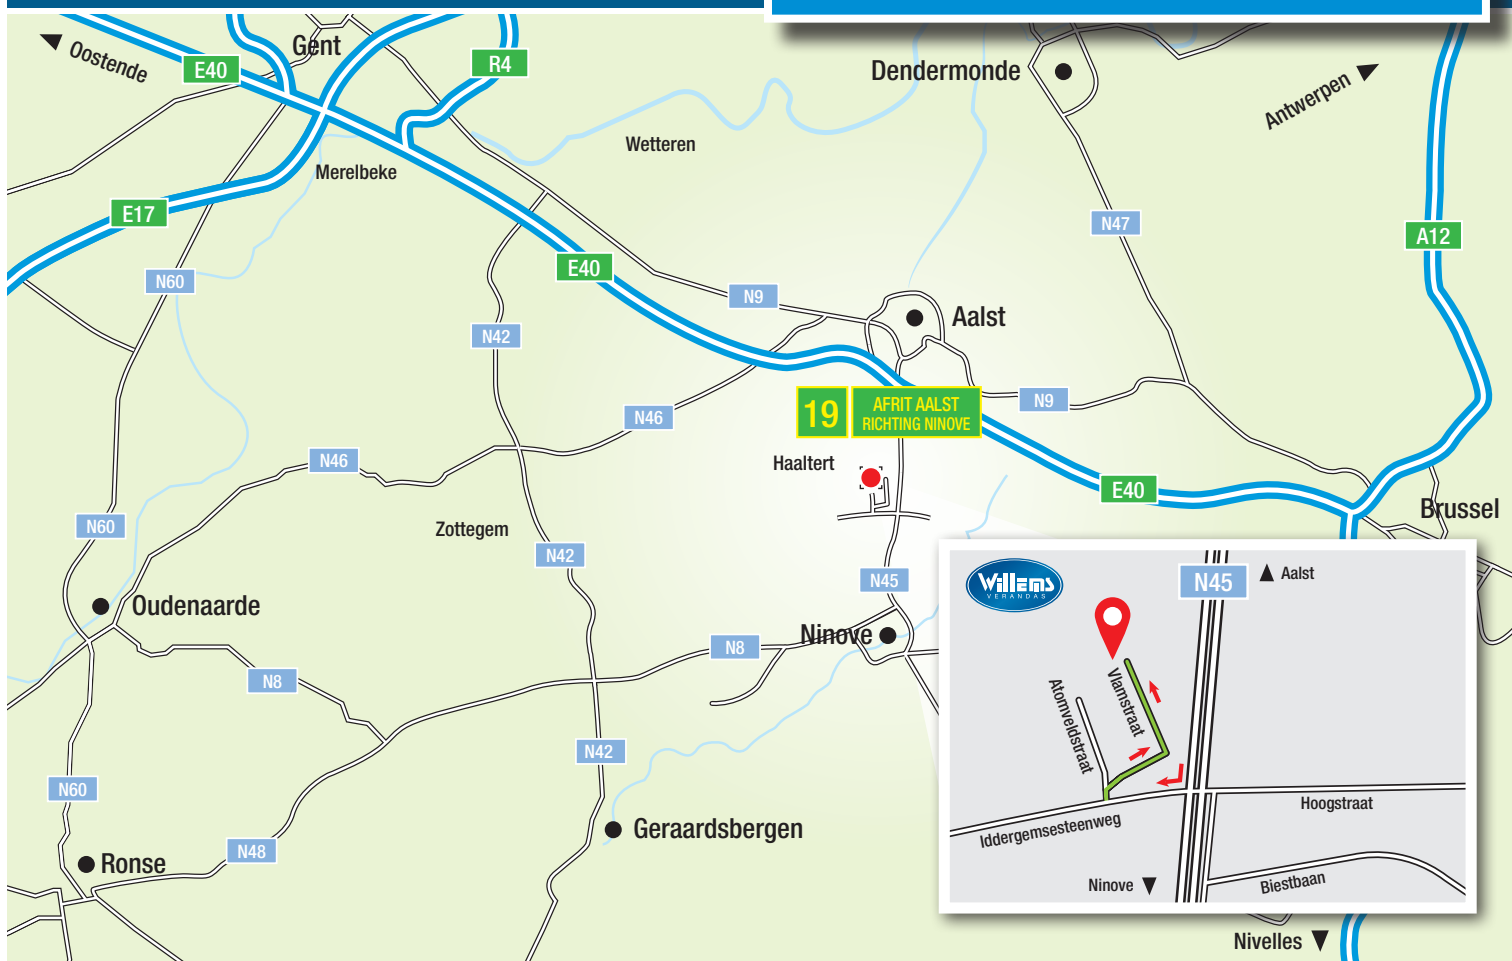 Gent
Oostende
E40
R4
Dendermonde
Antwerpen
Wetteren
Merelbeke
E17
N47
A12
N60
E40
N9
Aalst
N42
19
AFRIT AALST
RICHTING NINOVE
N9
N46
N46
Haaltert
E40
Brussel
N60
Zottegem
N42
N45
Oudenaarde
Ninove
N8
N8
N42
N60
Geraardsbergen
N48
Ronse
Willems
VERANDAS
N45
Aalst
Vlamstraat
Atomveldstraat
Hoogstraat
Iddergemsesteenweg
Ninove
Biestbaan
Nivelles